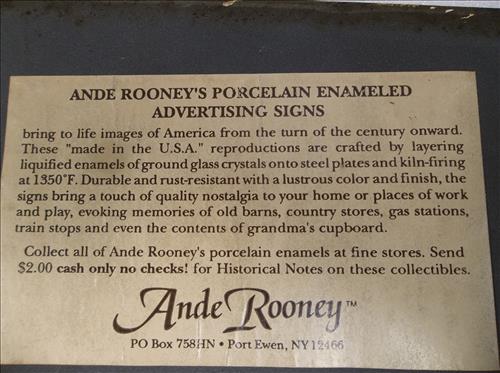 ANDE ROONEY'S PORCELAIN ENAMELED
ADVERTISING SIGNS
bring to life images of America from the turn of the century onward.
These "made in the U.S.A." reproductions are crafted by layering
liquified enamels of ground glass crystals onto steel plates and kiln-firing
at 1350°F. Durable and rust-resistant with a lustrous color and finish, the
signs bring a touch of quality nostalgia to your home or places of work
and play, evoking memories of old barns, country stores, gas stations,
train stops and even the contents of grandma's cupboard.
Collect all of Ande Rooney's porcelain enamels at fine stores. Send
$2.00 cash only no checks! for Historical Notes on these collectibles.
Ande Rooney™
PO Box 758HN • Port Ewen, NY 12466